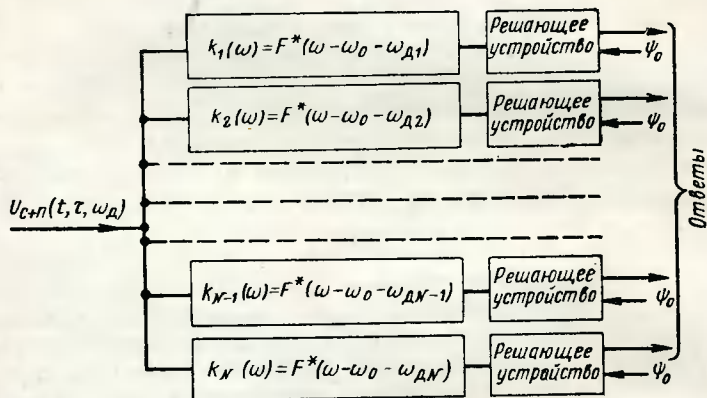 k₁(ω)=F*(ω-ω₀-ω_Д1)
Решающее
устройство
ψ₀
k₂(ω)=F*(ω-ω₀-ω_Д2)
Решающее
устройство
ψ₀
U_с+п(t,τ,ω_Д)
Ответы
k_N-1(ω)=F*(ω-ω₀-ω_ДN-1)
Решающее
устройство
ψ₀
k_N(ω)=F*(ω-ω₀-ω_ДN)
Решающее
устройство
ψ₀